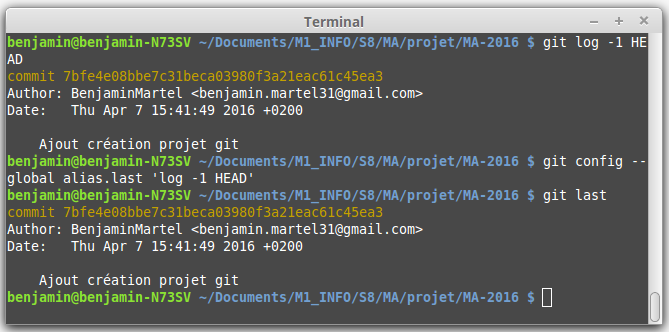 Terminal
benjamin@benjamin-N73SV ~/Documents/M1_INFO/S8/MA/projet/MA-2016 $ git log -1 HE
AD
commit 7bfe4e08bbe7c31beca03980f3a21eac61c45ea3
Author: BenjaminMartel <benjamin.martel31@gmail.com>
Date:   Thu Apr 7 15:41:49 2016 +0200
    Ajout création projet git
benjamin@benjamin-N73SV ~/Documents/M1_INFO/S8/MA/projet/MA-2016 $ git config --
global alias.last 'log -1 HEAD'
benjamin@benjamin-N73SV ~/Documents/M1_INFO/S8/MA/projet/MA-2016 $ git last
commit 7bfe4e08bbe7c31beca03980f3a21eac61c45ea3
Author: BenjaminMartel <benjamin.martel31@gmail.com>
Date:   Thu Apr 7 15:41:49 2016 +0200
    Ajout création projet git
benjamin@benjamin-N73SV ~/Documents/M1_INFO/S8/MA/projet/MA-2016 $